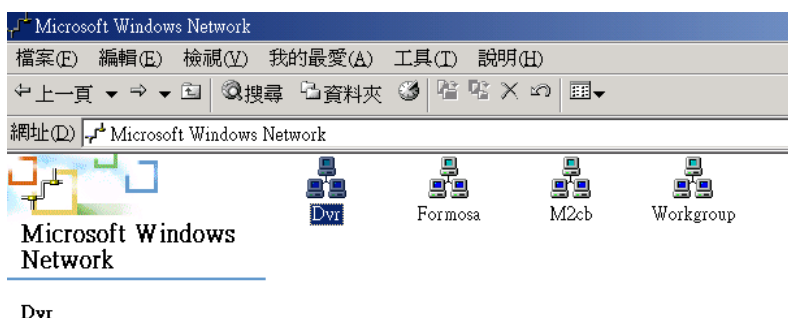 Microsoft Windows Network
檔案(F) 編輯(E) 檢視(V) 我的最愛(A) 工具(T) 說明(H)
上一頁 搜尋 資料夾
網址(D) Microsoft Windows Network
Dvr Formosa M2cb Workgroup
Microsoft Windows
Network
Dvr